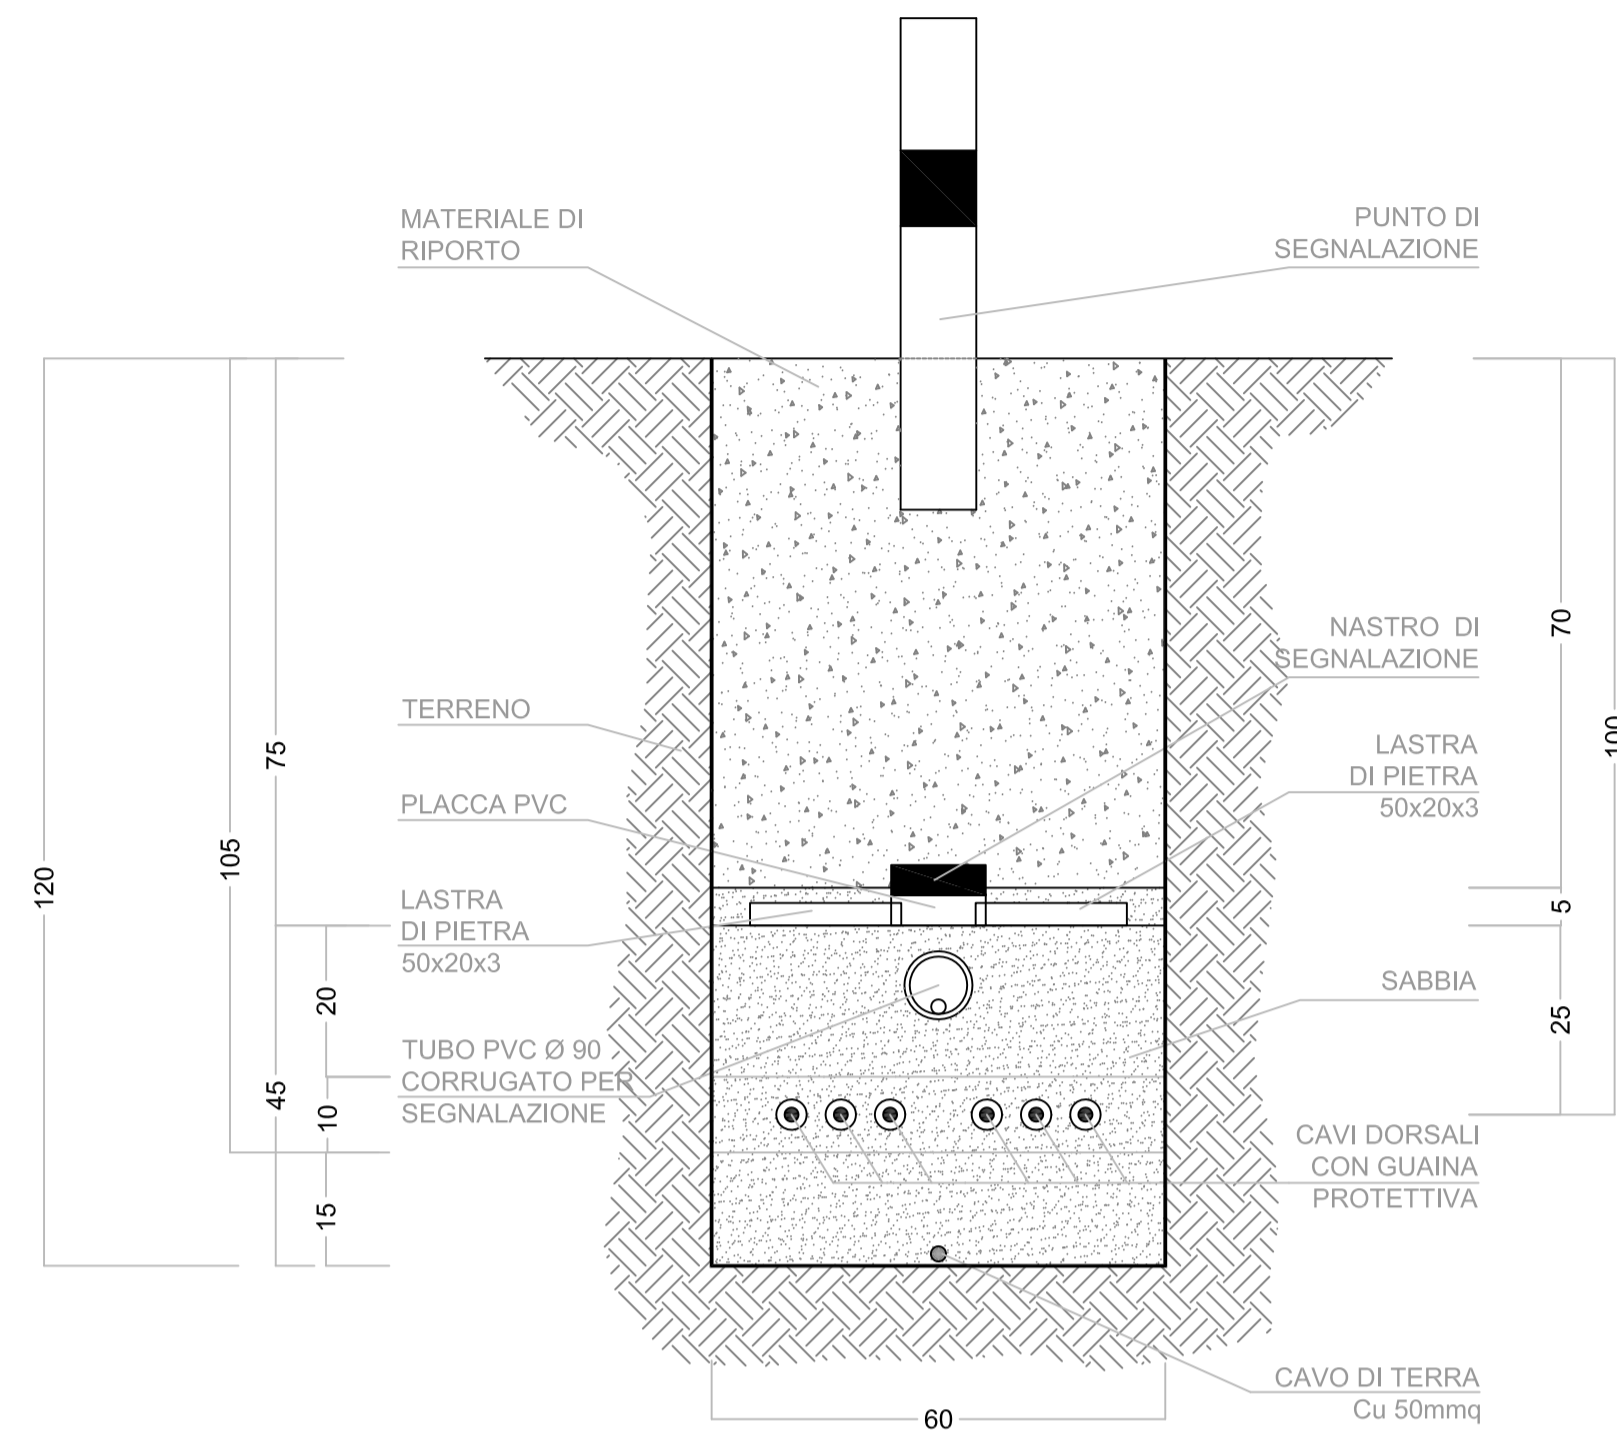 MATERIALE DI
RIPORTO
PUNTO DI
SEGNALAZIONE
NASTRO DI
SEGNALAZIONE
TERRENO
LASTRA
DI PIETRA
50x20x3
PLACCA PVC
LASTRA
DI PIETRA
50x20x3
SABBIA
TUBO PVC Ø 90
CORRUGATO PER
SEGNALAZIONE
CAVI DORSALI
CON GUAINA
PROTETTIVA
CAVO DI TERRA
Cu 50mmq
120
105
75
45
20
10
15
70
5
25
100
60